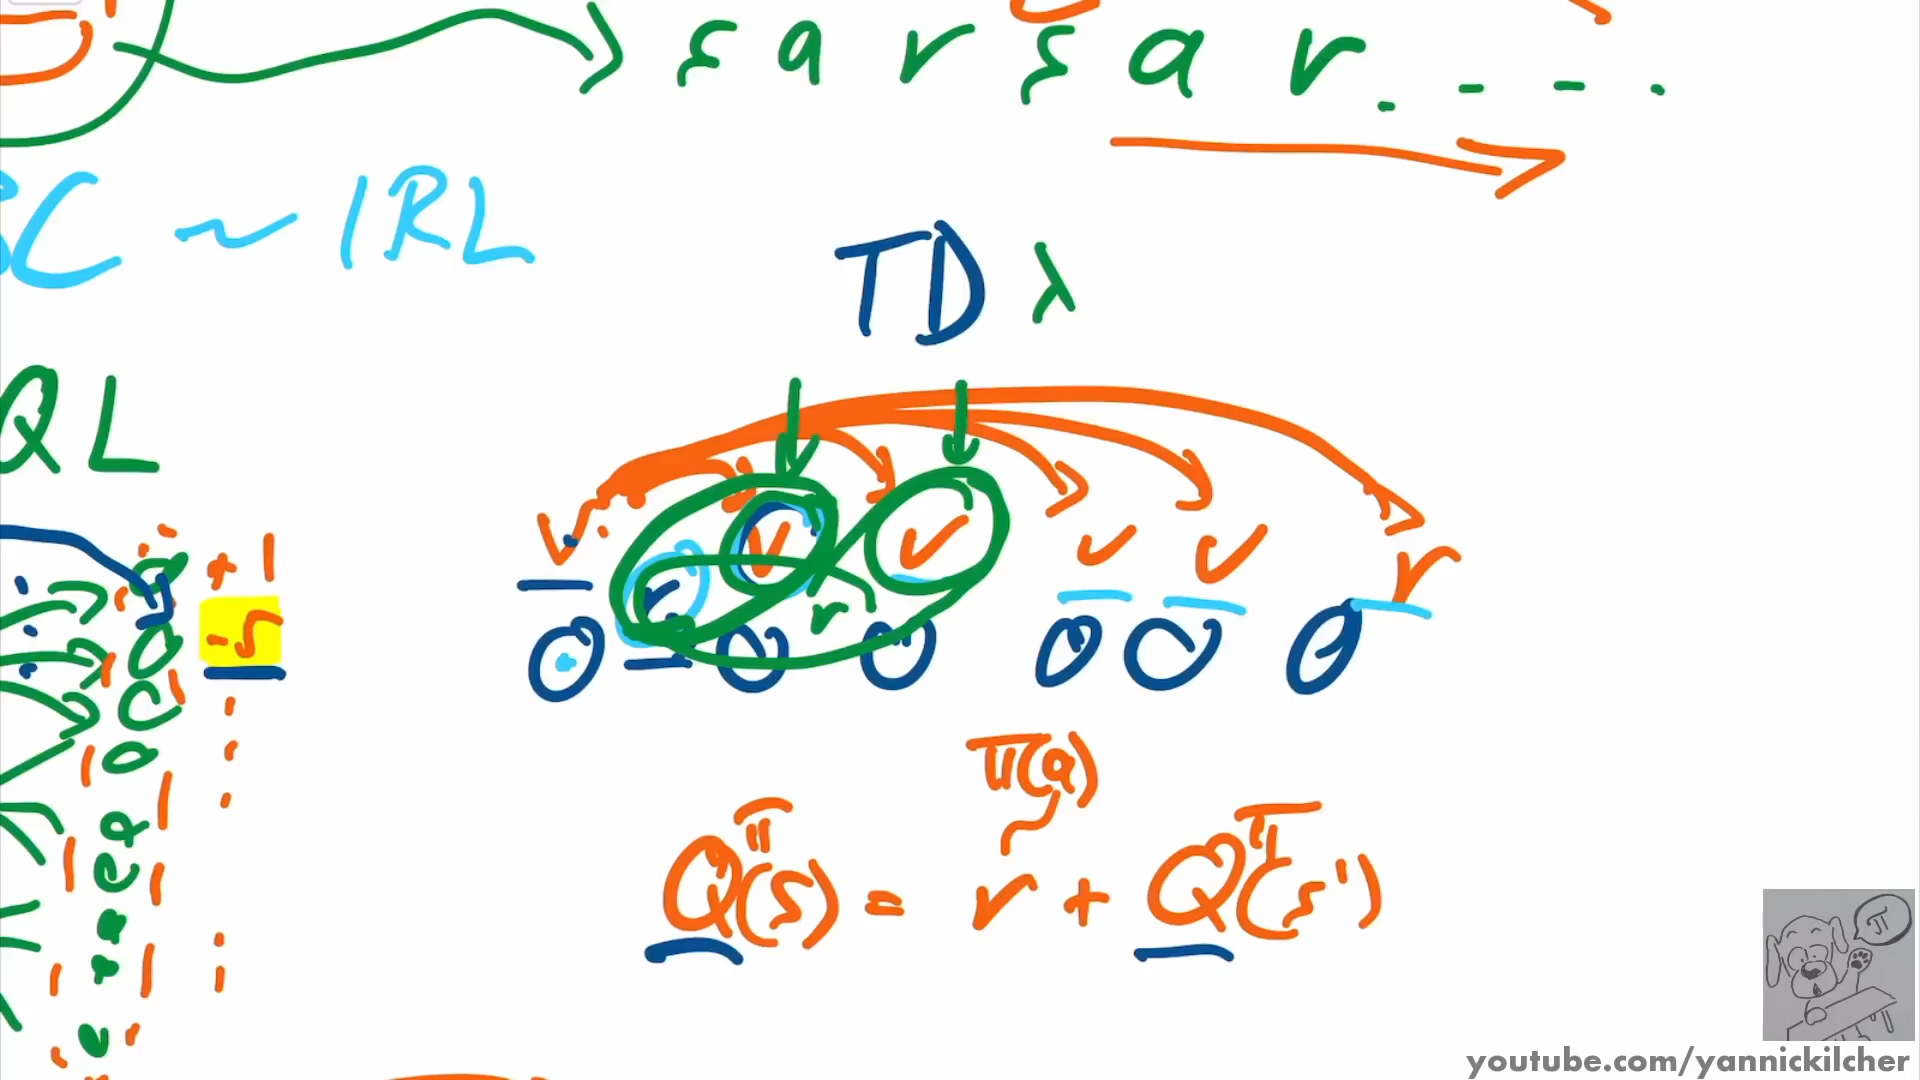 s a r s a r . - - .
C ~ IRL
TD λ
QL
+1
-5
v v v v v r
r r
π(a)
Q^π(s) = r + Q^π(s')
π
youtube.com/yannickilcher